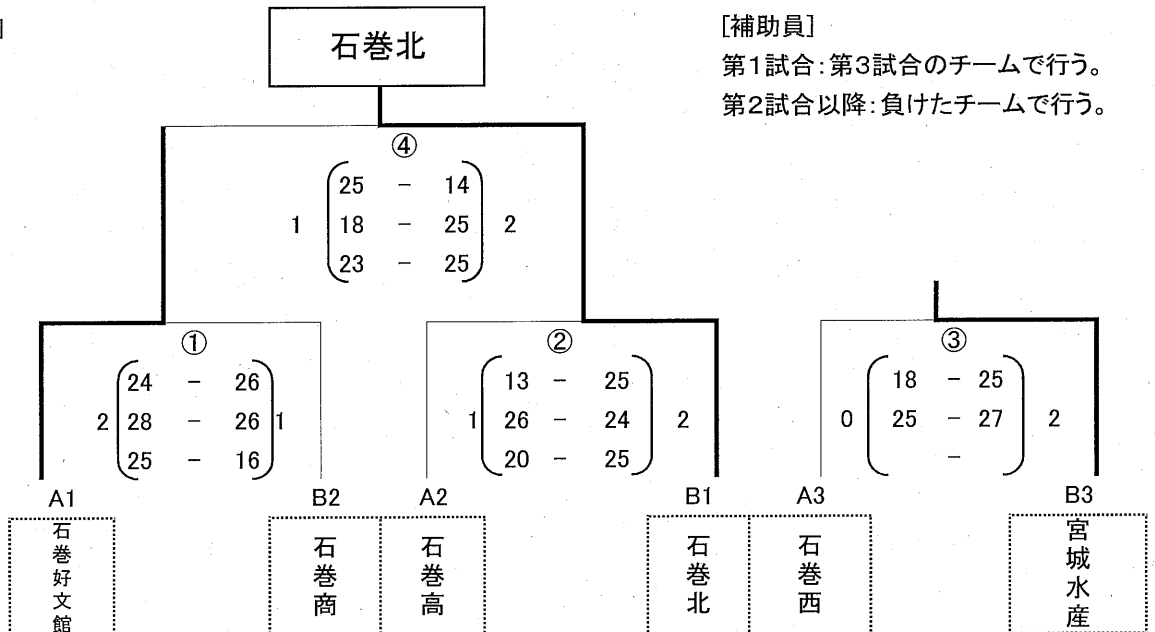 石巻北
[補助員]
第1試合:第3試合のチームで行う。
第2試合以降:負けたチームで行う。
④
25 - 14
1 18 - 25 2
23 - 25
①
24 - 26
2 28 - 26 1
25 - 16
②
13 - 25
1 26 - 24 2
20 - 25
③
18 - 25
0 25 - 27 2
-
A1
B2
A2
B1
A3
B3
石巻好文館
石巻商
石巻高
石巻北
石巻西
宮城水産